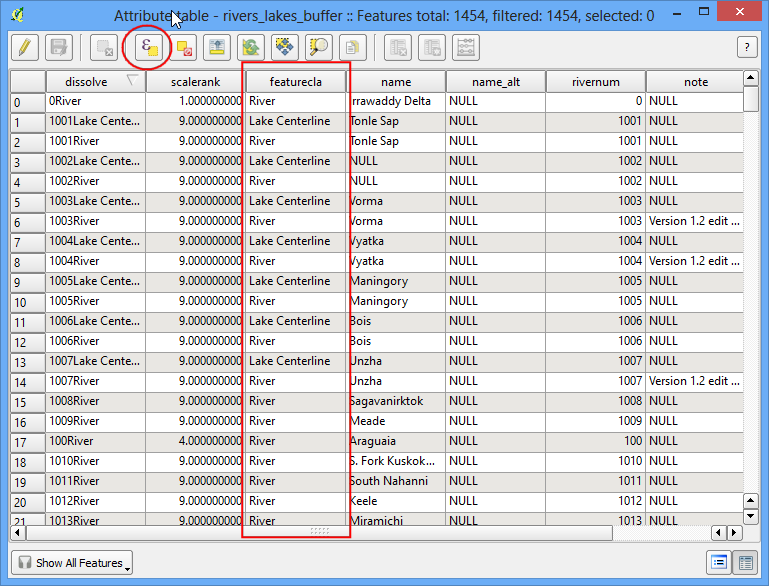 Attribute table - rivers_lakes_buffer :: Features total: 1454, filtered: 1454, selected: 0
ε
?
dissolve scalerank featurecla name name_alt rivernum note
0 0River 1.000000000 River Irrawaddy Delta NULL 0 NULL
1 1001Lake Cente... 9.000000000 Lake Centerline Tonle Sap NULL 1001 NULL
2 1001River 9.000000000 River Tonle Sap NULL 1001 NULL
3 1002Lake Cente... 9.000000000 Lake Centerline NULL NULL 1002 NULL
4 1002River 9.000000000 River NULL NULL 1002 NULL
5 1003Lake Cente... 9.000000000 Lake Centerline Vorma NULL 1003 NULL
6 1003River 9.000000000 River Vorma NULL 1003 Version 1.2 edit ...
7 1004Lake Cente... 9.000000000 Lake Centerline Vyatka NULL 1004 NULL
8 1004River 9.000000000 River Vyatka NULL 1004 Version 1.2 edit ...
9 1005Lake Cente... 9.000000000 Lake Centerline Maningory NULL 1005 NULL
10 1005River 9.000000000 River Maningory NULL 1005 NULL
11 1006Lake Cente... 9.000000000 Lake Centerline Bois NULL 1006 NULL
12 1006River 9.000000000 River Bois NULL 1006 NULL
13 1007Lake Cente... 9.000000000 Lake Centerline Unzha NULL 1007 NULL
14 1007River 9.000000000 River Unzha NULL 1007 Version 1.2 edit ...
15 1008River 9.000000000 River Sagavanirktok NULL 1008 NULL
16 1009River 9.000000000 River Meade NULL 1009 NULL
17 100River 4.000000000 River Araguaia NULL 100 NULL
18 1010River 9.000000000 River S. Fork Kuskok... NULL 1010 NULL
19 1011River 9.000000000 River South Nahanni NULL 1011 NULL
20 1012River 9.000000000 River Keele NULL 1012 NULL
21 1013River 9.000000000 River Miramichi NULL 1013 NULL
Show All Features